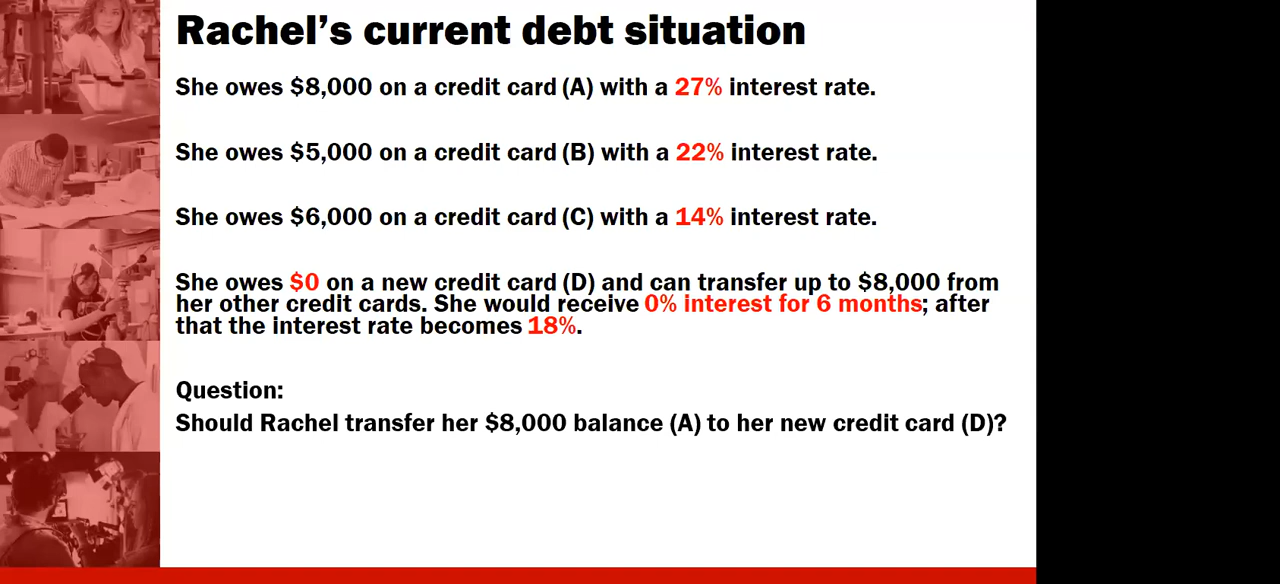 Rachel’s current debt situation
She owes $8,000 on a credit card (A) with a 27% interest rate.
She owes $5,000 on a credit card (B) with a 22% interest rate.
She owes $6,000 on a credit card (C) with a 14% interest rate.
She owes $0 on a new credit card (D) and can transfer up to $8,000 from
her other credit cards. She would receive 0% interest for 6 months; after
that the interest rate becomes 18%.
Question:
Should Rachel transfer her $8,000 balance (A) to her new credit card (D)?